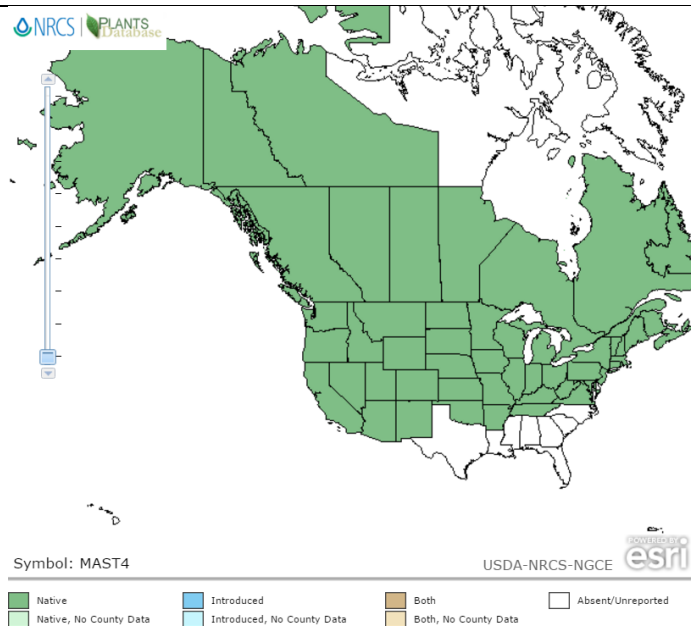 NRCS PLANTS
Database
Symbol: MAST4
USDA-NRCS-NGCE
POWERED BY
esri
Native
Introduced
Both
Absent/Unreported
Native, No County Data
Introduced, No County Data
Both, No County Data